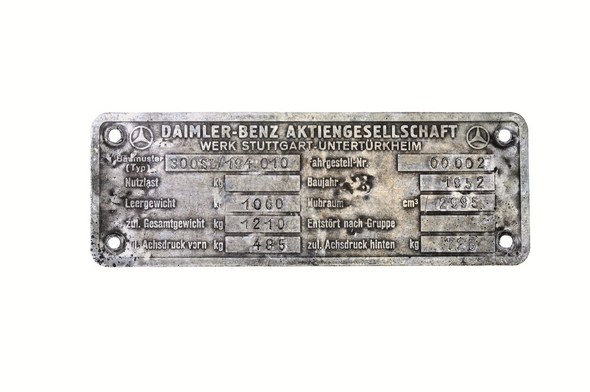 DAIMLER-BENZ AKTIENGESELLSCHAFT
WERK STUTTGART-UNTERTÜRKHEIM
Baumuster (Typ) 300SL/194 010 Fahrgestell-Nr. 00002
Nutzlast kg Baujahr 1952
Leergewicht kg 1060 Hubraum cm³ 2995
zul. Gesamtgewicht kg 1210 Entstört nach Gruppe
zul. Achsdruck vorn kg 485 zul. Achsdruck hinten kg